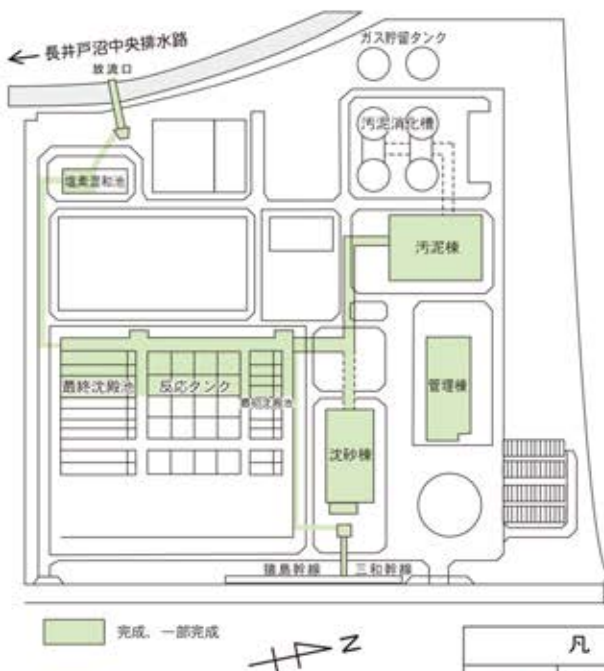 長井戸沼中央排水路
放流口
ガス貯留タンク
汚泥消化槽
塩素混和池
汚泥棟
最終沈殿池
反応タンク
最初沈殿池
管理棟
沈砂棟
猿島幹線
三和幹線
完成、一部完成
N
凡